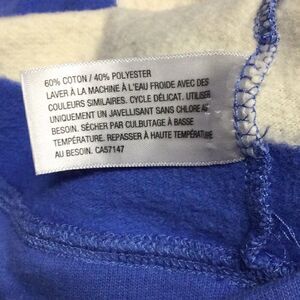 60% COTON / 40% POLYESTER
LAVER À LA MACHINE À L'EAU FROIDE AVEC DES
COULEURS SIMILAIRES. CYCLE DÉLICAT. UTILISER
UNIQUEMENT UN JAVELLISANT SANS CHLORE AU
BESOIN. SÉCHER PAR CULBUTAGE À BASSE
TEMPÉRATURE. REPASSER À HAUTE TEMPÉRATURE
AU BESOIN. CA57147